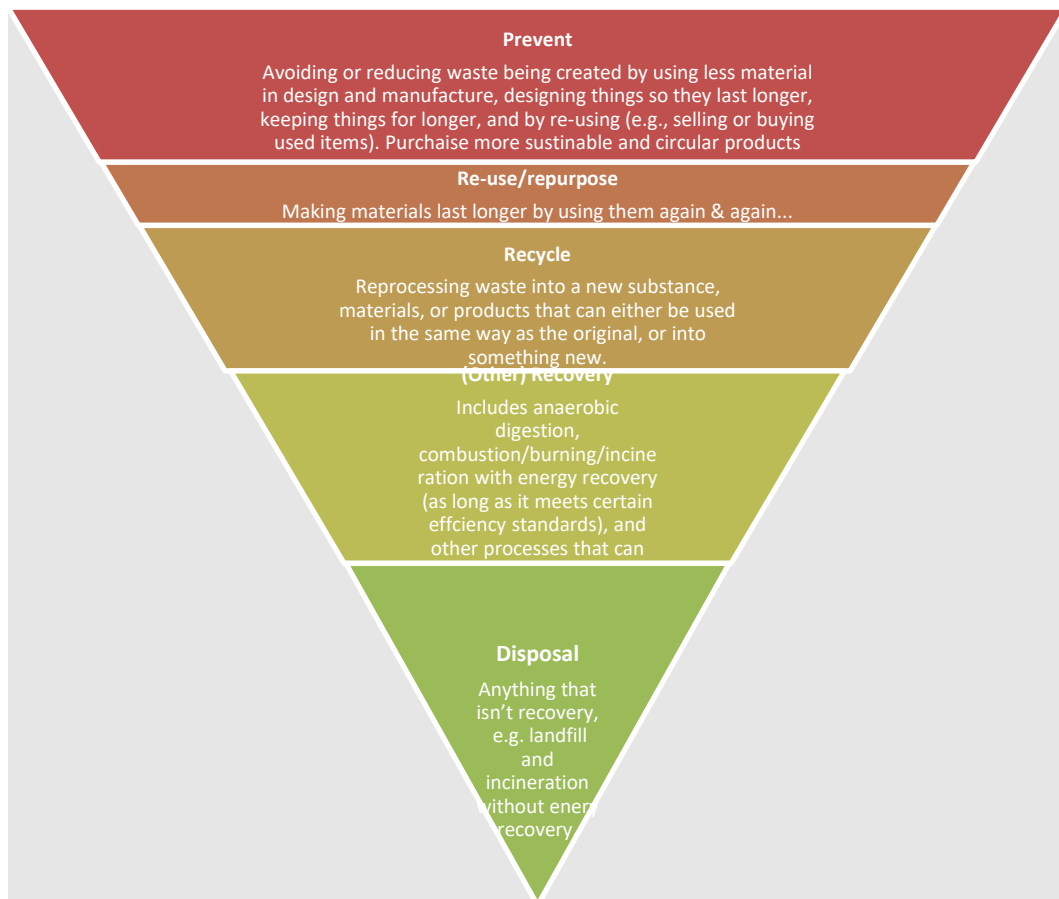 Prevent
Avoiding or reducing waste being created by using less material
in design and manufacture, designing things so they last longer,
keeping things for longer, and by re-using (e.g., selling or buying
used items). Purchaise more sustinable and circular products
Re-use/repurpose
Making materials last longer by using them again & again...
Recycle
Reprocessing waste into a new substance,
materials, or products that can either be used
in the same way as the original, or into
something new.
(Other) Recovery
Includes anaerobic
digestion,
combustion/burning/incine
ration with energy recovery
(as long as it meets certain
effciency standards), and
other processes that can
Disposal
Anything that
isn't recovery,
e.g. landfill
and
incineration
without enery
recovery